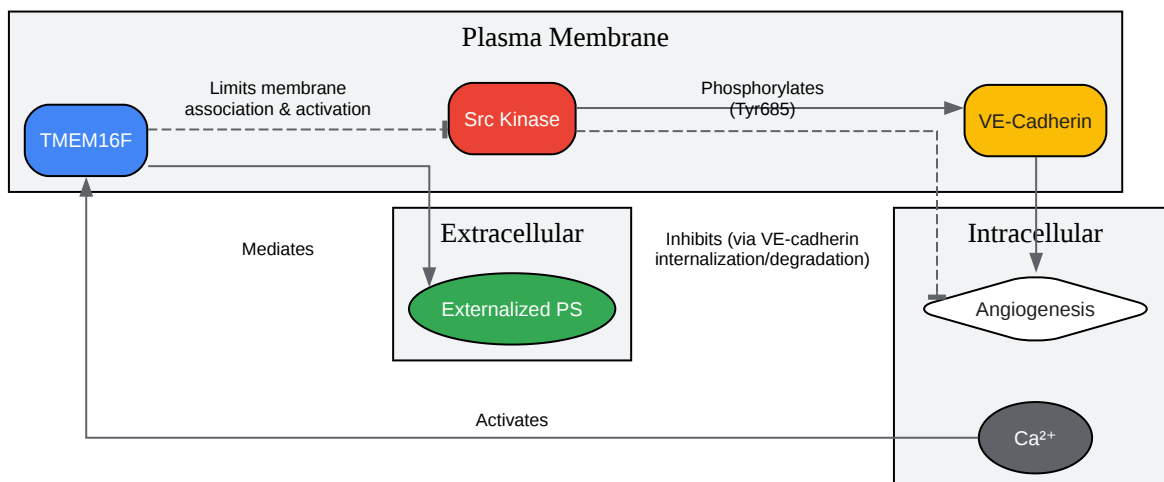 Plasma Membrane
Limits membrane
association & activation
Phosphorylates
(Tyr685)
TMEM16F
Src Kinase
VE-Cadherin
Mediates
Extracellular
Inhibits (via VE-cadherin
internalization/degradation)
Intracellular
Externalized PS
Angiogenesis
Activates
Ca²⁺